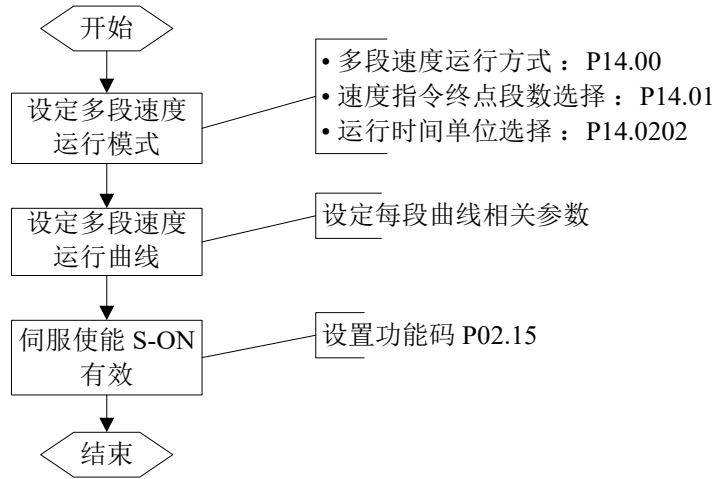 开始
设定多段速度
运行模式
• 多段速度运行方式 ：P14.00
• 速度指令终点段数选择 ：P14.01
• 运行时间单位选择 ：P14.0202
设定多段速度
运行曲线
设定每段曲线相关参数
伺服使能 S-ON
有效
设置功能码 P02.15
结束